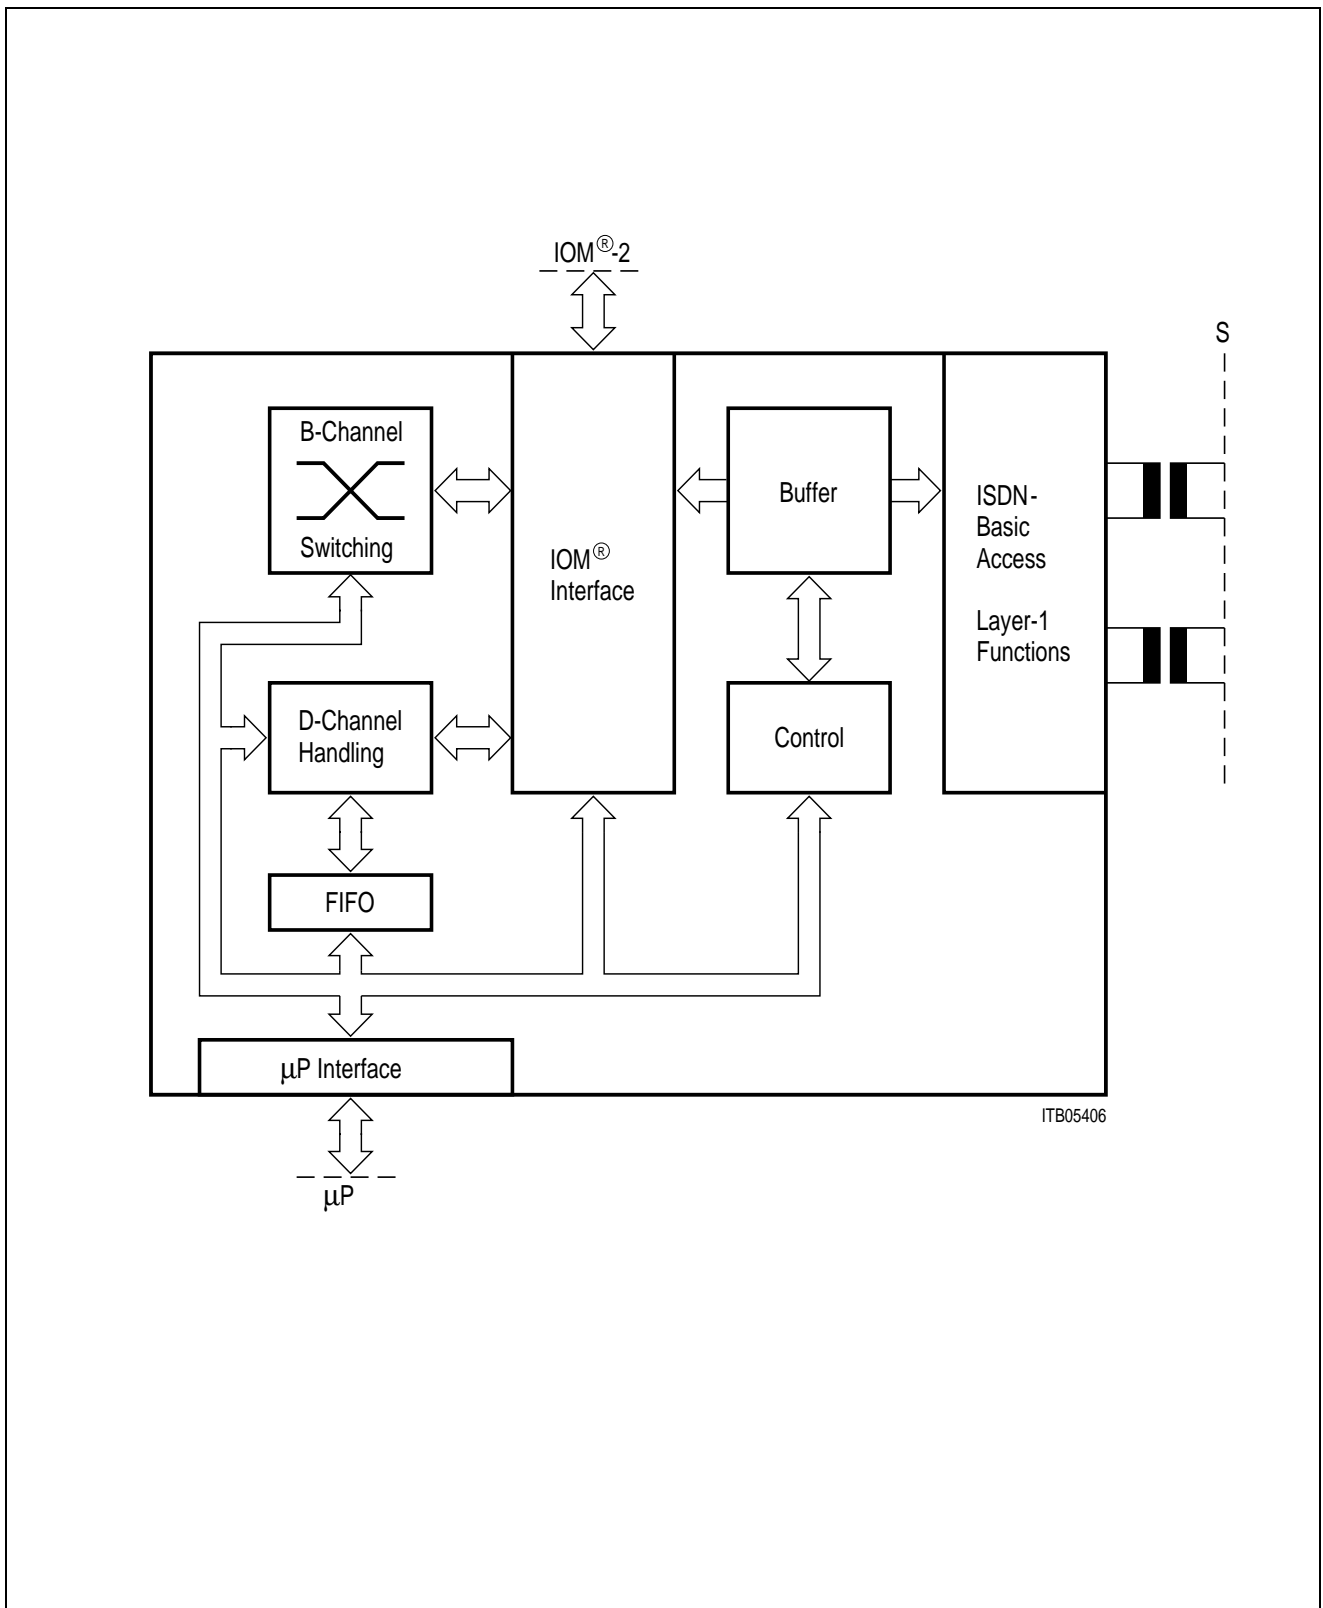 IOM®-2
S
B-Channel
Switching
IOM®
Interface
Buffer
ISDN-
Basic
Access
Layer-1
Functions
D-Channel
Handling
Control
FIFO
µP Interface
ITB05406
µP